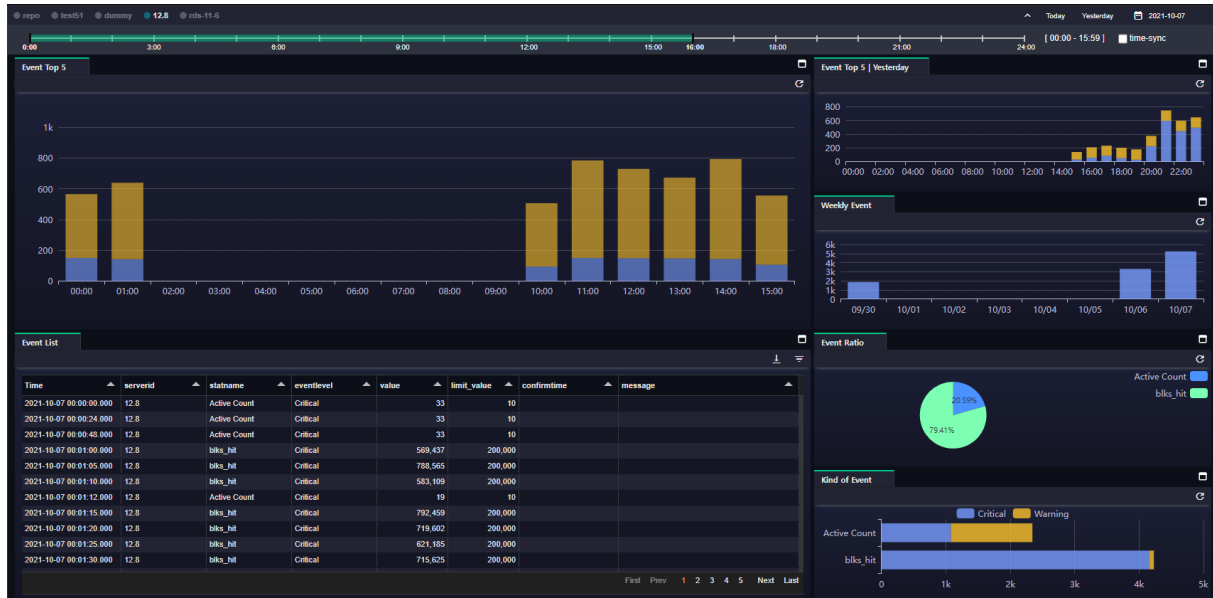 repo test51 dummy 12.8 rds-11-6 Today Yesterday 2021-10-07
0:00 3:00 6:00 9:00 12:00 15:00 16:00 18:00 21:00 24:00 [ 00:00 - 15:59 ] time-sync
Event Top 5
1k
800
600
400
200
0
00:00 01:00 02:00 03:00 04:00 05:00 06:00 07:00 08:00 09:00 10:00 11:00 12:00 13:00 14:00 15:00
Event Top 5 | Yesterday
800
600
400
200
0
00:00 02:00 04:00 06:00 08:00 10:00 12:00 14:00 16:00 18:00 20:00 22:00
Weekly Event
6k
5k
4k
3k
2k
1k
0
09/30 10/01 10/02 10/03 10/04 10/05 10/06 10/07
Event List
Time serverid statname eventlevel value limit_value confirmtime message
2021-10-07 00:00:00.000 12.8 Active Count Critical 33 10
2021-10-07 00:00:24.000 12.8 Active Count Critical 33 10
2021-10-07 00:00:48.000 12.8 Active Count Critical 33 10
2021-10-07 00:01:00.000 12.8 blks_hit Critical 569,437 200,000
2021-10-07 00:01:05.000 12.8 blks_hit Critical 788,565 200,000
2021-10-07 00:01:10.000 12.8 blks_hit Critical 583,109 200,000
2021-10-07 00:01:12.000 12.8 Active Count Critical 19 10
2021-10-07 00:01:15.000 12.8 blks_hit Critical 792,459 200,000
2021-10-07 00:01:20.000 12.8 blks_hit Critical 719,602 200,000
2021-10-07 00:01:25.000 12.8 blks_hit Critical 621,185 200,000
2021-10-07 00:01:30.000 12.8 blks_hit Critical 715,625 200,000
First Prev 1 2 3 4 5 Next Last
Event Ratio
Active Count
blks_hit
20.59%
79.41%
Kind of Event
Critical Warning
Active Count
blks_hit
0 1k 2k 3k 4k 5k